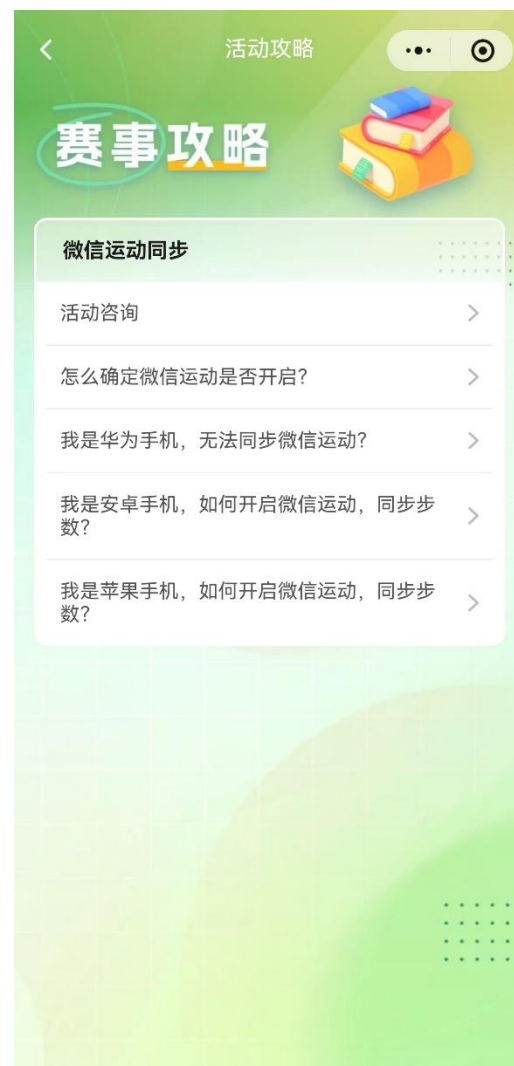 活动攻略
赛事攻略
微信运动同步
活动咨询
怎么确定微信运动是否开启?
我是华为手机，无法同步微信运动?
我是安卓手机，如何开启微信运动，同步步
数?
我是苹果手机，如何开启微信运动，同步步
数?